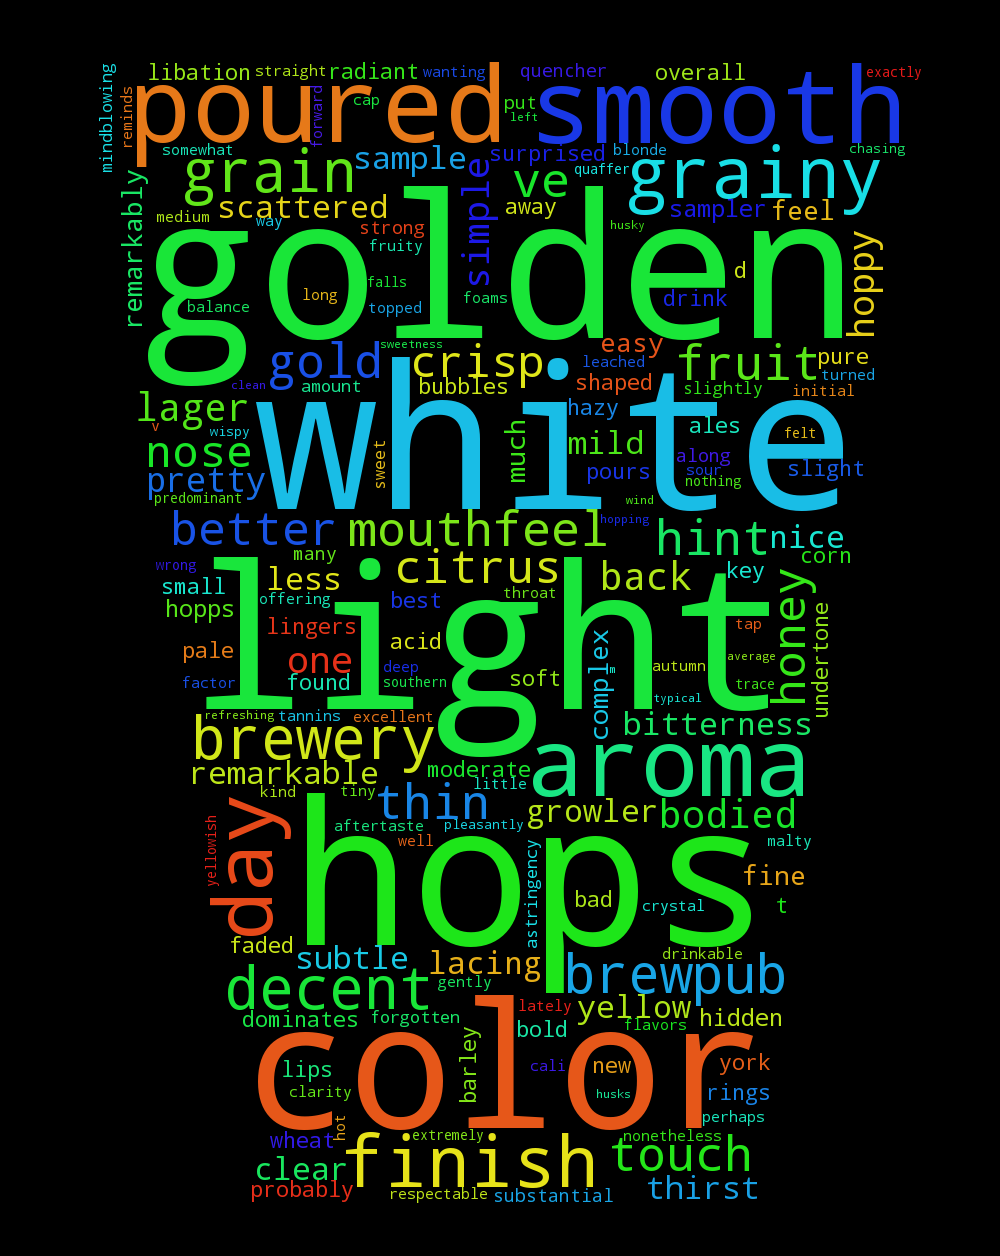 mindblowing
libation
straight
radiant
wanting
quencher
overall
exactly
reminds
poured
cap
forward
put
left
smooth
somewhat
grain
sample
surprised
blonde
quaffer
chasing
ve
grainy
remarkably
medium
scattered
way
strong
fruity
simple
away
sampler
feel
husky
golden
hoppy
balance
long
falls
topped
foams
d
drink
sweetness
easy
gold
crisp
leached
fruit
pure
turned
clean
amount
bubbles
shaped
slightly
initial
lager
v
wispy
white
hazy
ales
felt
nose
sweet
much
mild
along
pretty
pours
sour
slight
nothing
predominant
wind
better
mouthfeel
hopping
hint
nice
many
corn
wrong
citrus
back
key
small
less
throat
honey
offering
best
hopps
light
undertone
lingers
tap
acid
complex
pale
one
deep
average
autumn
factor
found
southern
soft
trace
typical
refreshing
tannins
excellent
bitterness
brewery
aroma
remarkable
moderate
little
kind
tiny
thin
growler
bodied
day
yellowish
aftertaste
pleasantly
well
malty
hops
astringency
fine
bad
crystal
t
faded
subtle
lacing
drinkable
decent
gently
brewpub
lately
yellow
dominates
forgotten
bold
flavors
hidden
color
barley
lips
cali
new
york
clarity
husks
rings
perhaps
hot
wheat
extremely
nonetheless
clear
finish
touch
probably
respectable
substantial
thirst